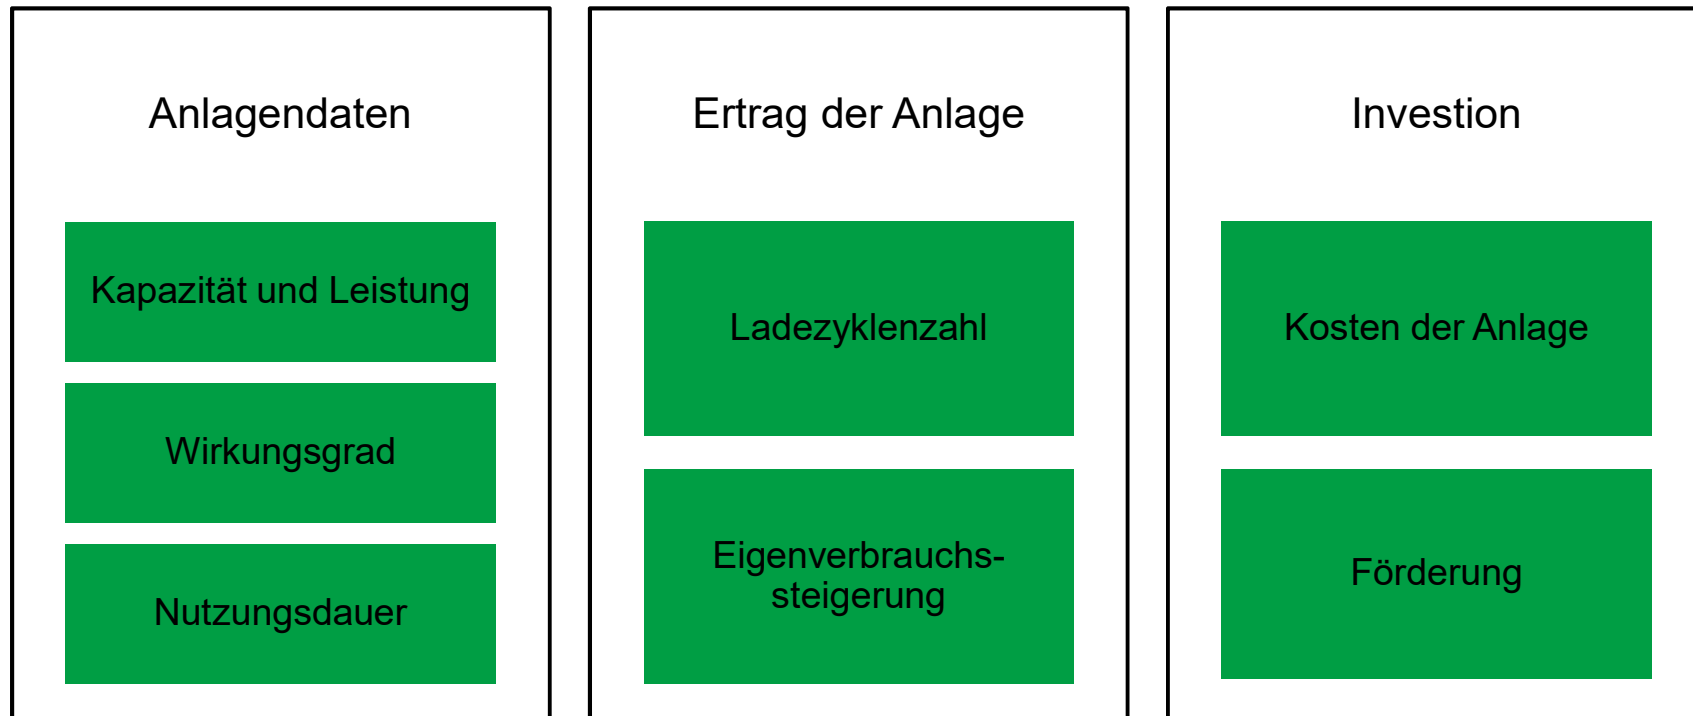 Anlagendaten
Kapazität und Leistung
Wirkungsgrad
Nutzungsdauer
Ertrag der Anlage
Ladezyklenzahl
Eigenverbrauchs-
steigerung
Investion
Kosten der Anlage
Förderung